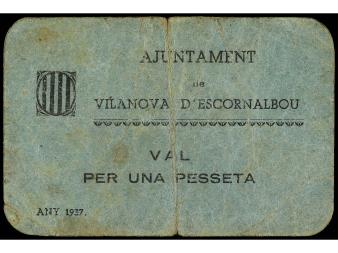 AJUNTAMENT
DE
VILANOVA D'ESCORNALBOU
VAL
PER UNA PESSETA
ANY 1937.